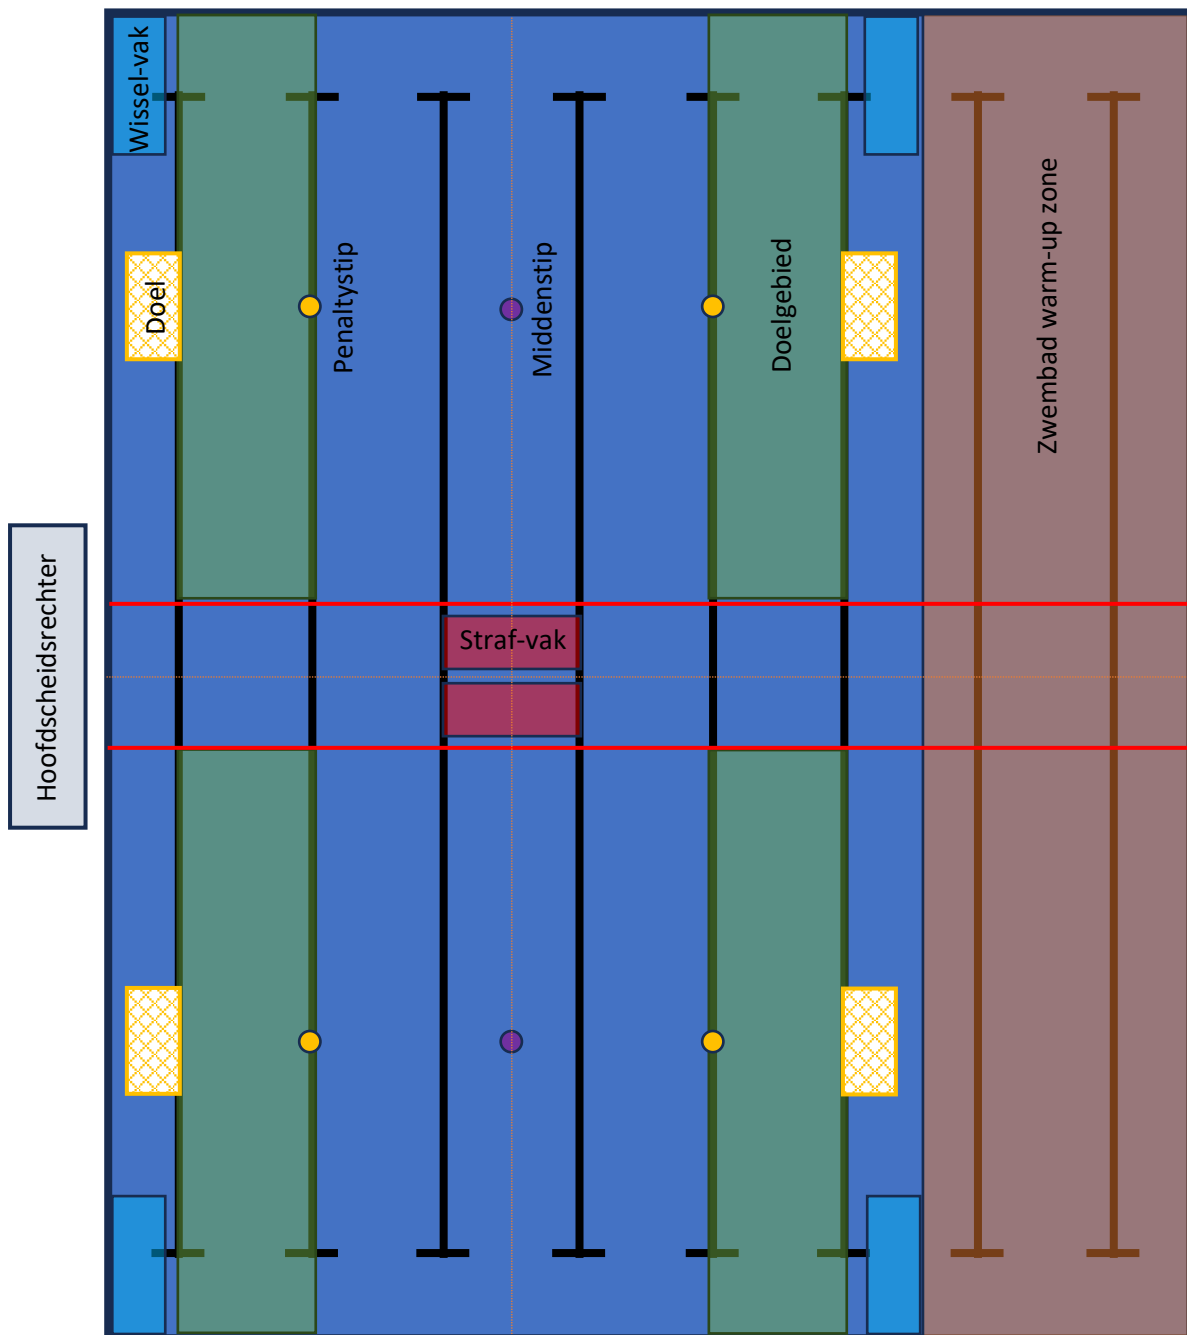 Wissel-vak
Doel
Penaltystip
Middenstip
Doelgebied
Zwembad warm-up zone
Hoofdscheidsrechter
Straf-vak